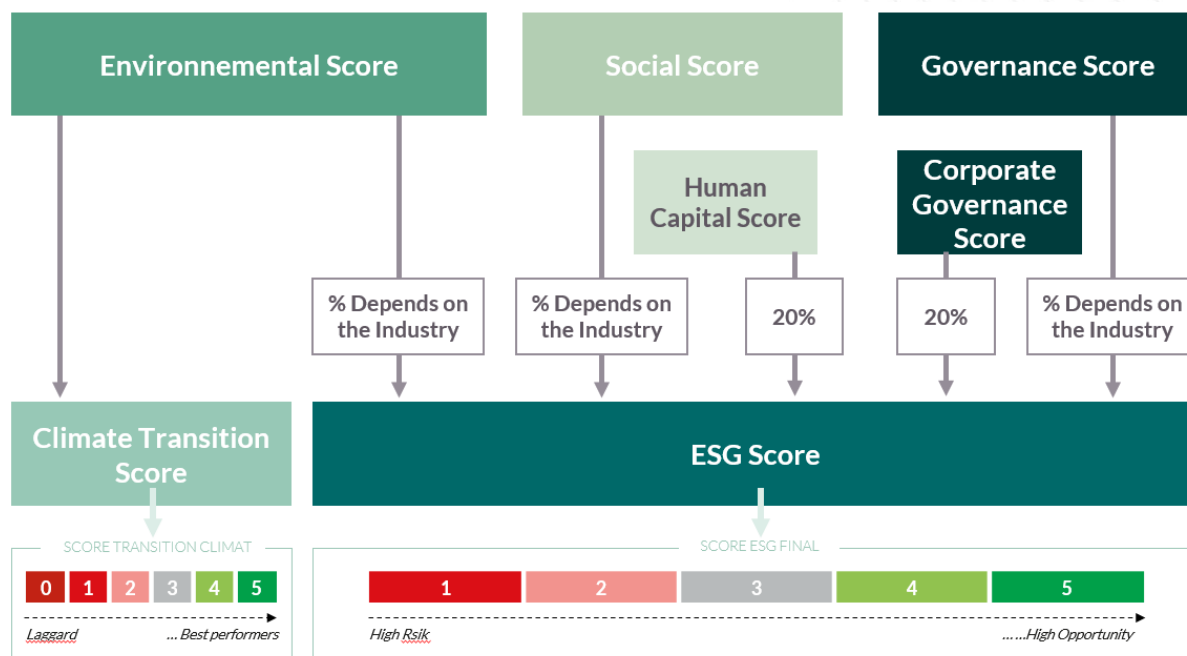 Environnemental Score
Social Score
Governance Score
Human
Capital Score
Corporate
Governance
Score
% Depends on
the Industry
% Depends on
the Industry
20%
20%
% Depends on
the Industry
Climate Transition
Score
ESG Score
SCORE TRANSITION CLIMAT
SCORE ESG FINAL
0 1 2 3 4 5
1 2 3 4 5
Laggard ... Best performers
High Rsik ... ...High Opportunity